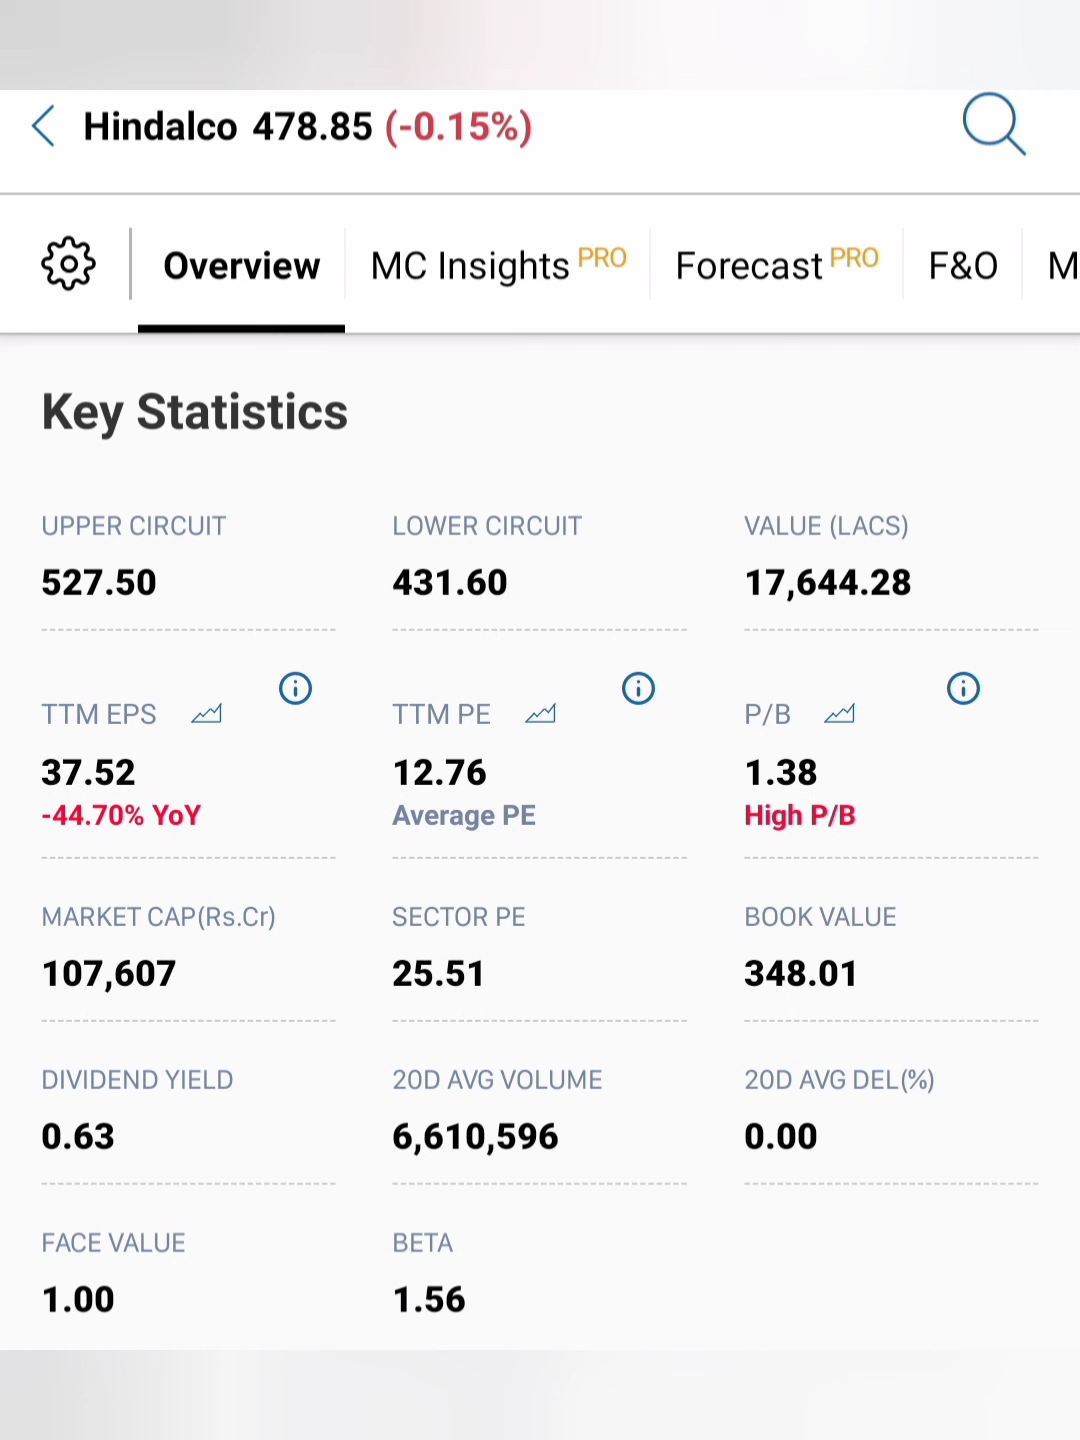 Hindalco 478.85 (-0.15%)
Overview MC Insights PRO Forecast PRO F&O M
Key Statistics
UPPER CIRCUIT LOWER CIRCUIT VALUE (LACS)
527.50 431.60 17,644.28
TTM EPS TTM PE P/B
37.52 12.76 1.38
-44.70% YoY Average PE High P/B
MARKET CAP(Rs.Cr) SECTOR PE BOOK VALUE
107,607 25.51 348.01
DIVIDEND YIELD 20D AVG VOLUME 20D AVG DEL(%)
0.63 6,610,596 0.00
FACE VALUE BETA
1.00 1.56